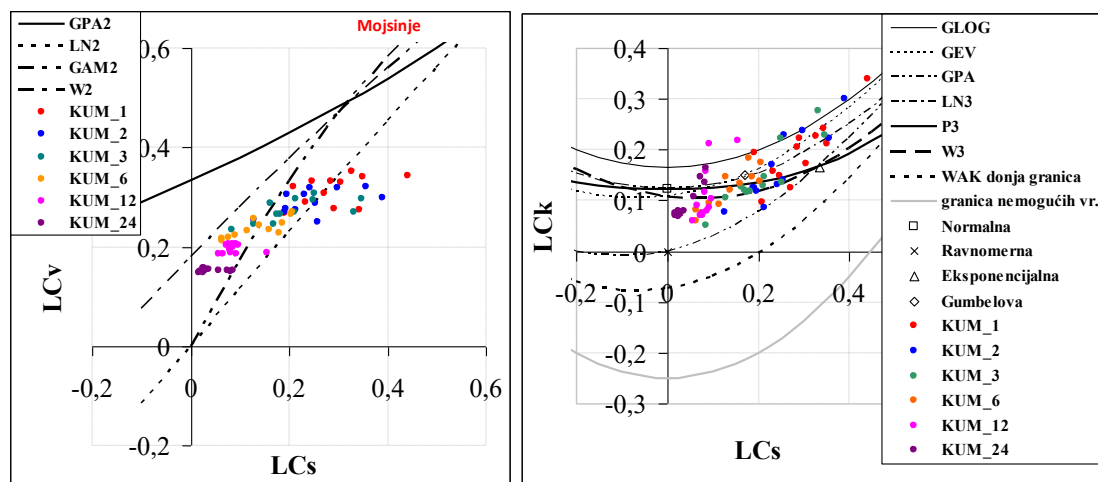 GPA2
LN2
GAM2
W2
KUM_1
KUM_2
KUM_3
KUM_6
KUM_12
KUM_24
Mojsinje
0,6
0,4
0,2
0
-0,2
-0,2
0
0,2
0,4
0,6
LCv
LCs
0,4
0,3
0,2
0,1
0
-0,1
-0,2
-0,3
-0,2
0
0,2
0,4
LCk
LCs
GLOG
GEV
GPA
LN3
P3
W3
WAK donja granica
granica nemogućih vr.
Normalna
Ravnomerna
Eksponencijalna
Gumbelova
KUM_1
KUM_2
KUM_3
KUM_6
KUM_12
KUM_24